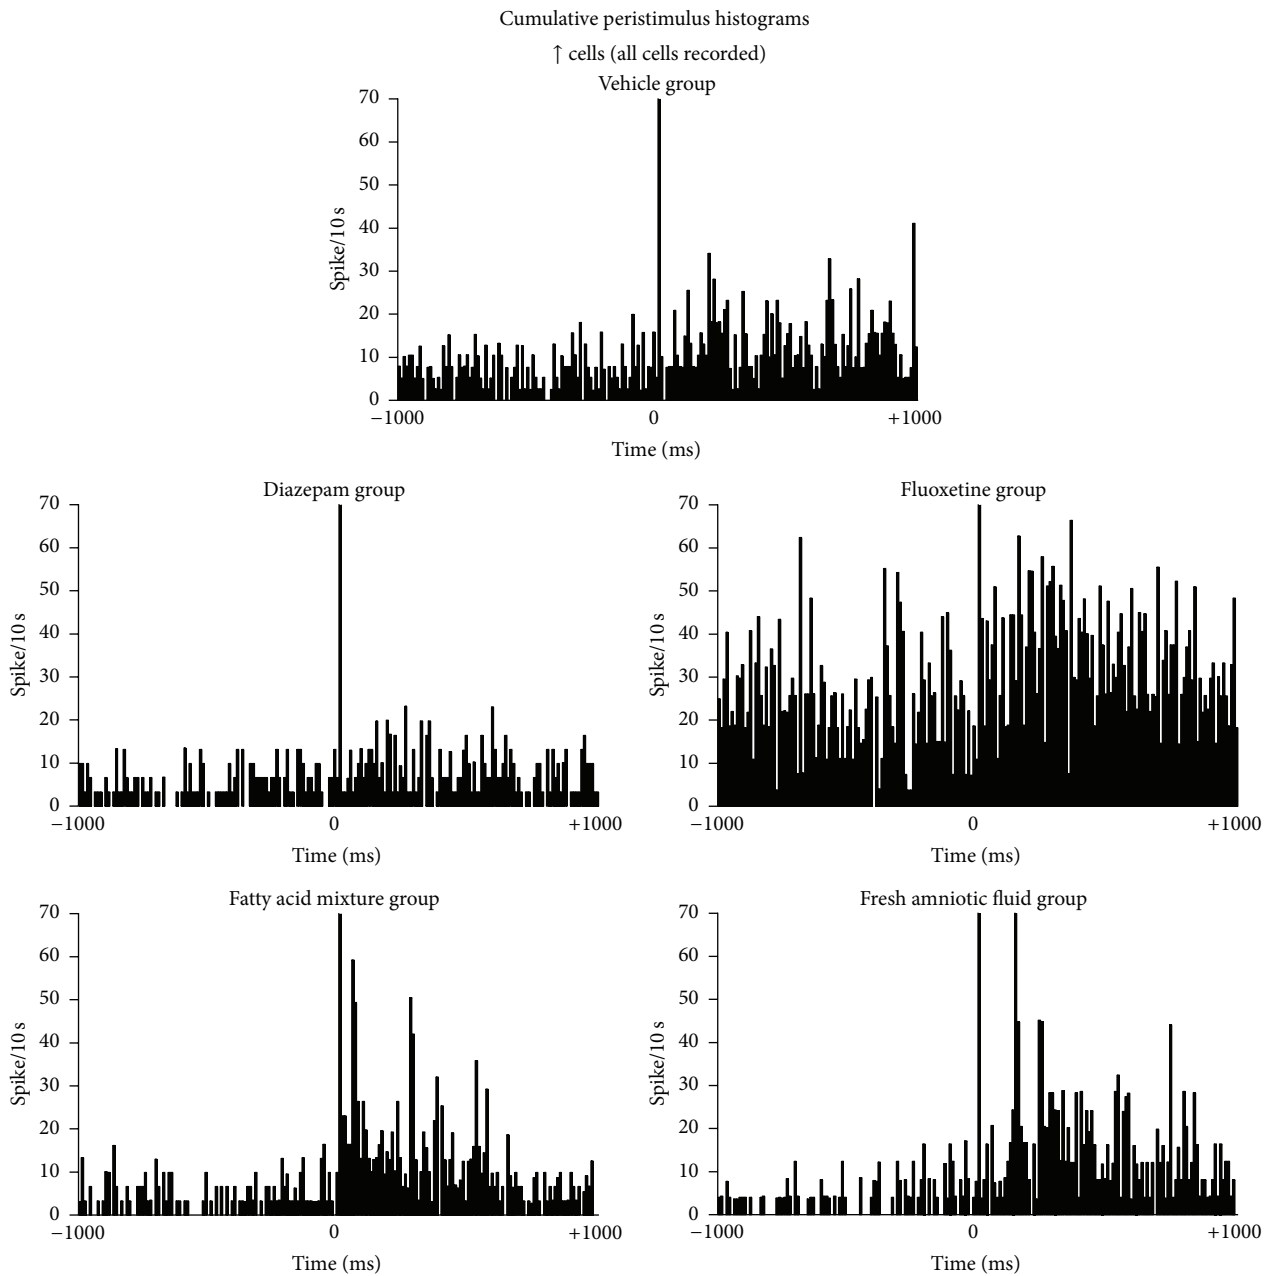 Cumulative peristimulus histograms
↑ cells (all cells recorded)
Vehicle group
70
60
50
40
30
20
10
0
Spike/10 s
−1000 0 +1000
Time (ms)
Diazepam group
70
60
50
40
30
20
10
0
Spike/10 s
−1000 0 +1000
Time (ms)
Fluoxetine group
70
60
50
40
30
20
10
0
Spike/10 s
−1000 0 +1000
Time (ms)
Fatty acid mixture group
70
60
50
40
30
20
10
0
Spike/10 s
−1000 0 +1000
Time (ms)
Fresh amniotic fluid group
70
60
50
40
30
20
10
0
Spike/10 s
−1000 0 +1000
Time (ms)